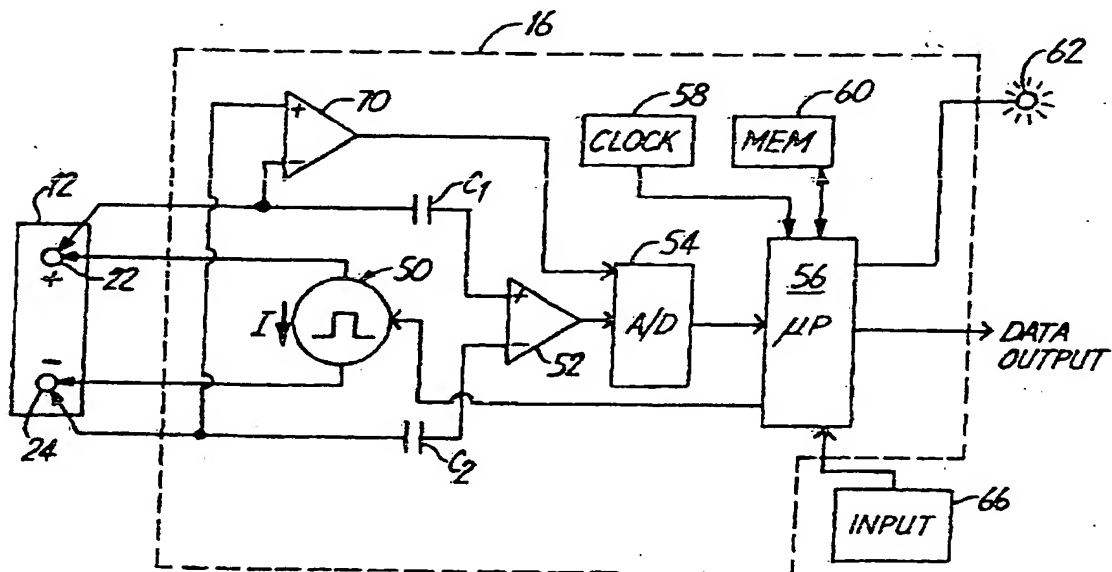 16
62
70
58
60
CLOCK
MEM
12
C1
54
+
-
22
+
50
56
I
+
-
A/D
µP
DATA
OUTPUT
52
-
24
C2
66
INPUT